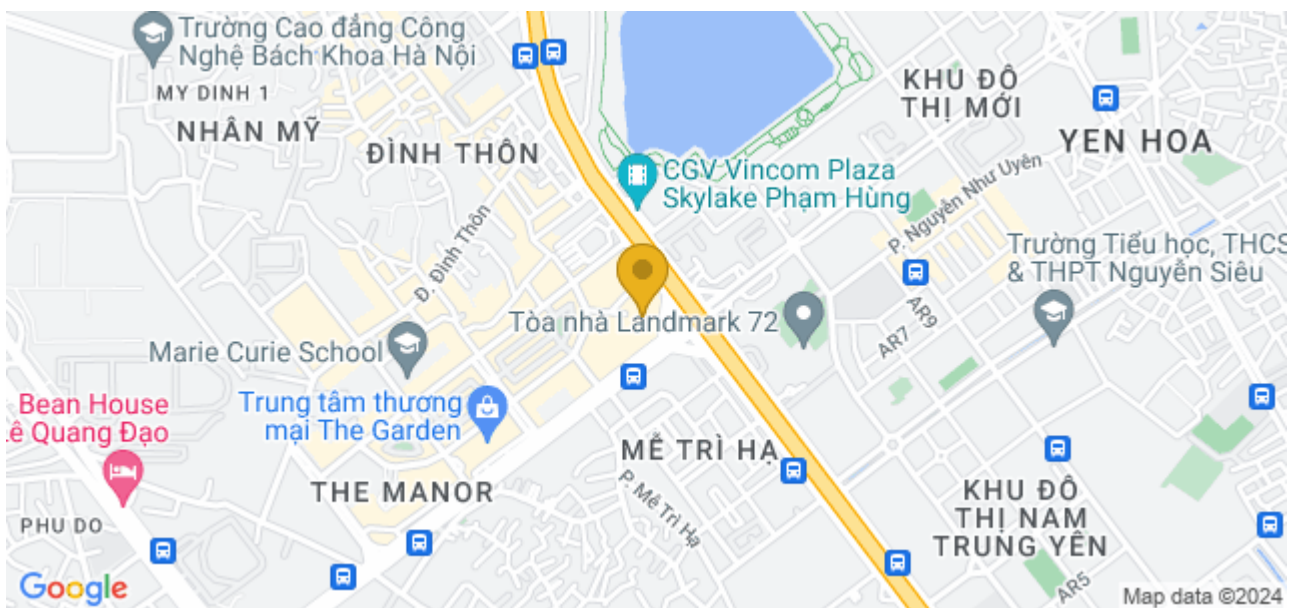 Trường Cao đẳng Công
Nghệ Bách Khoa Hà Nội
MY DINH 1
NHÂN MỸ
ĐÌNH THÔN
KHU ĐÔ
THỊ MỚI
YEN HOA
CGV Vincom Plaza
Skylake Phạm Hùng
P. Nguyễn Như Uyên
Đ. Đình Thôn
Trường Tiểu học, THCS
& THPT Nguyễn Siêu
Tòa nhà Landmark 72
AR9
AR7
Marie Curie School
Bean House
Lê Quang Đạo
Trung tâm thương
mại The Garden
MỄ TRÌ HẠ
P. Mễ Trì Hạ
THE MANOR
KHU ĐÔ
THỊ NAM
TRUNG YÊN
PHU DO
AR5
Google
Map data ©2024